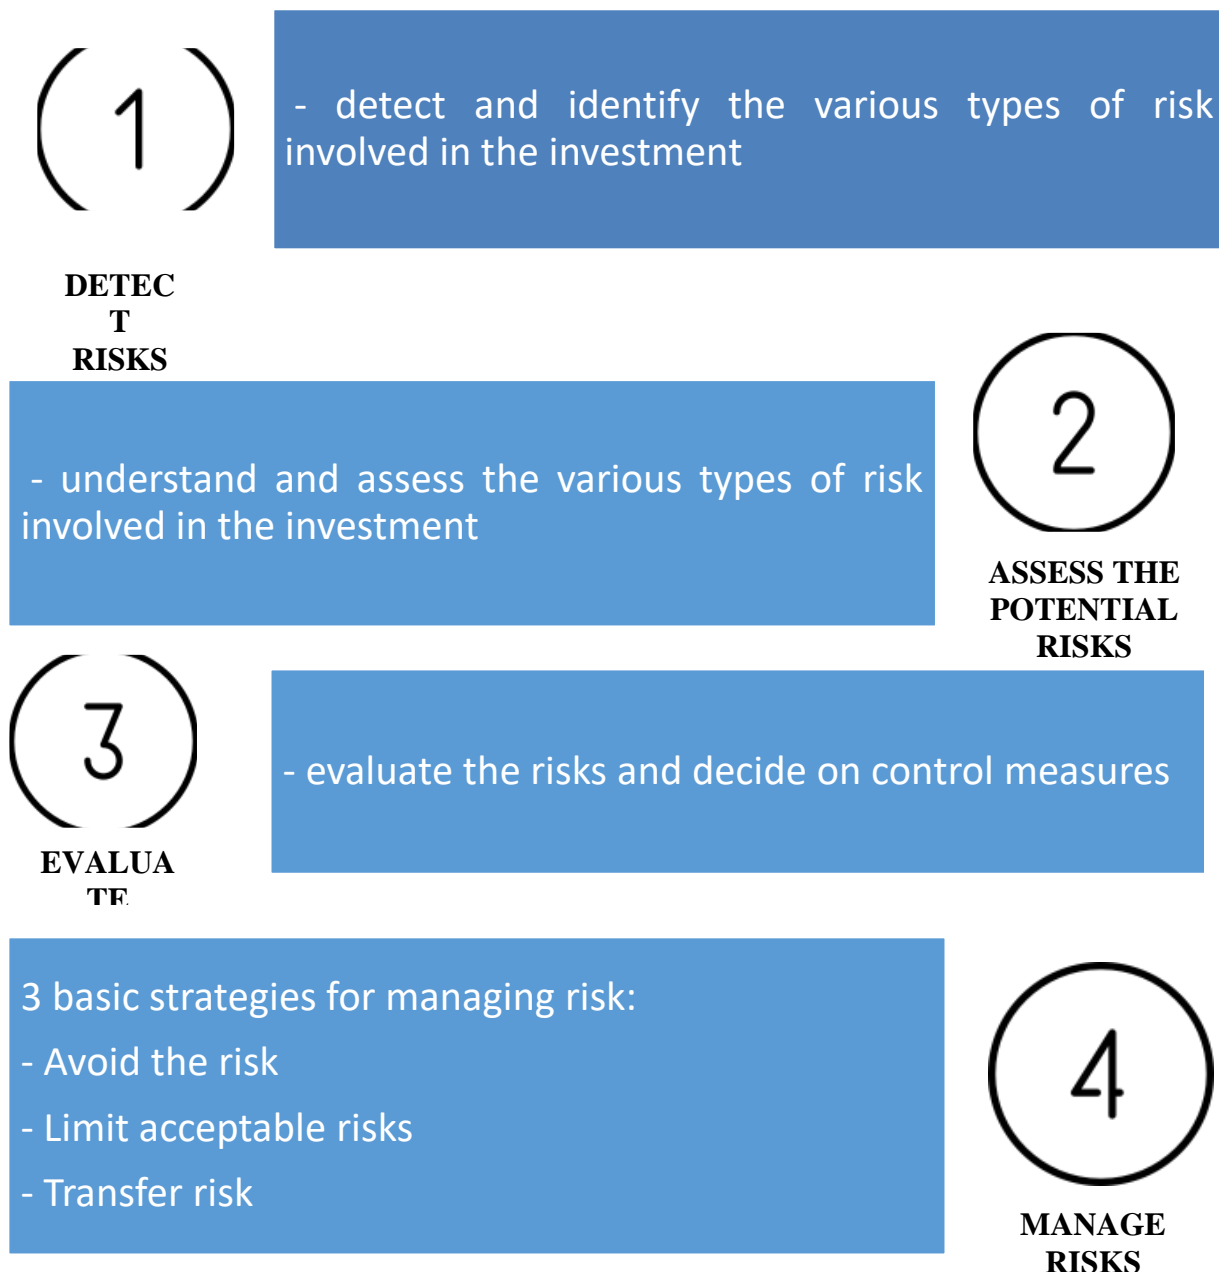 1
- detect and identify the various types of risk
involved in the investment
DETEC
T
RISKS
2
- understand and assess the various types of risk
involved in the investment
ASSESS THE
POTENTIAL
RISKS
3
- evaluate the risks and decide on control measures
EVALUA
TE
3 basic strategies for managing risk:
- Avoid the risk
- Limit acceptable risks
- Transfer risk
4
MANAGE
RISKS